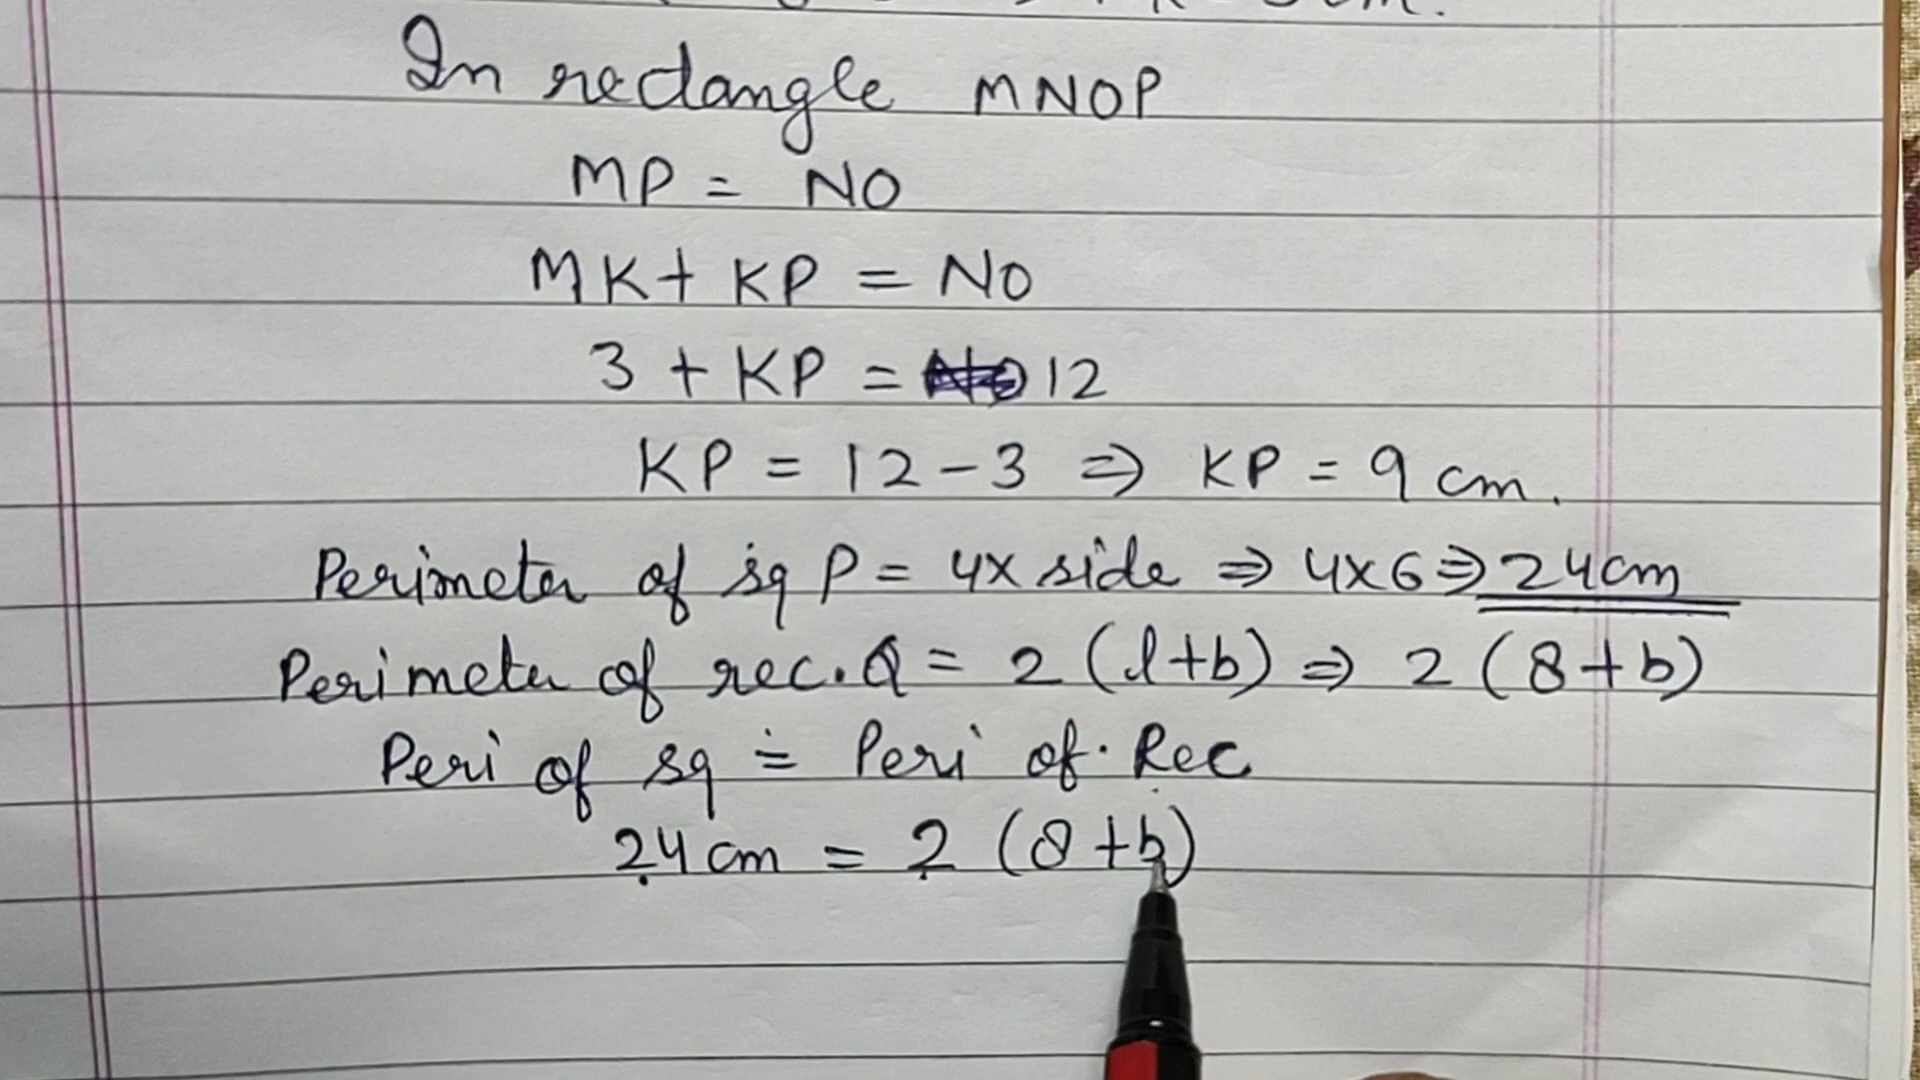 In rectangle MNOP
MP = NO
MK + KP = NO
3 + KP = 12
KP = 12 - 3 ⇒ KP = 9 cm.
Perimeter of sq P = 4x side ⇒ 4x6 ⇒ 24cm
Perimeter of rec. Q = 2 (l+b) ⇒ 2 (8+b)
Peri of sq = Peri of. Rec
24 cm = 2 (8+b)